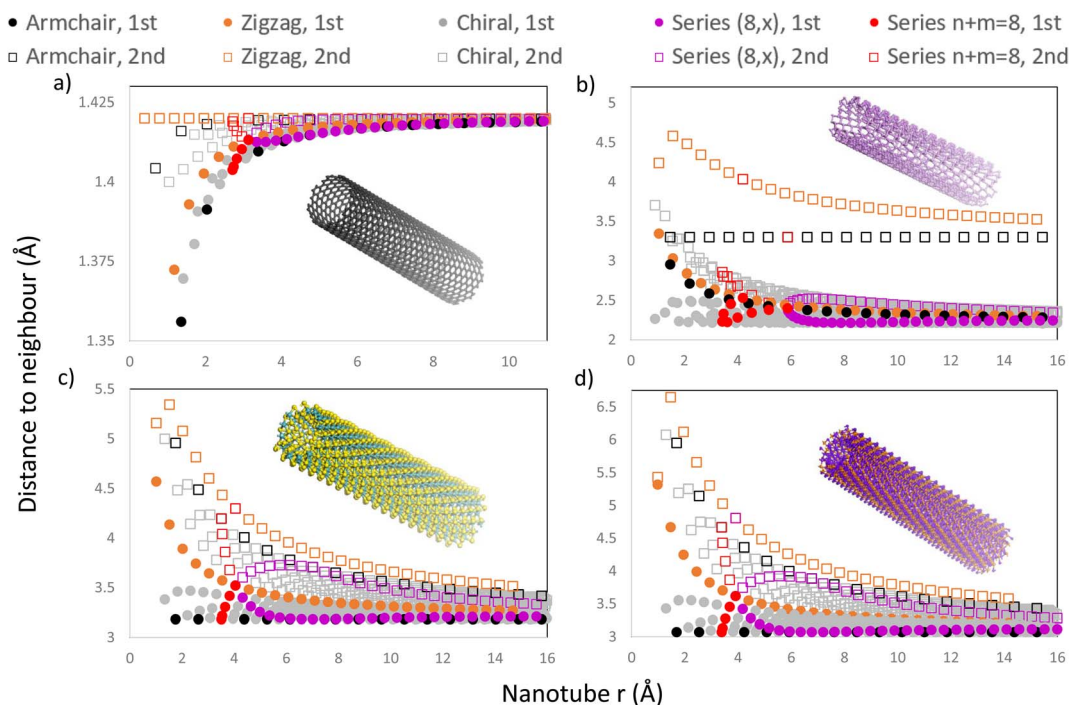 Armchair, 1st Zigzag, 1st Chiral, 1st Series (8,x), 1st Series n+m=8, 1st
Armchair, 2nd Zigzag, 2nd Chiral, 2nd Series (8,x), 2nd Series n+m=8, 2nd
a)
1.425
1.4
1.375
1.35
0 2 4 6 8 10
b)
5
4.5
4
3.5
3
2.5
2
0 2 4 6 8 10 12 14 16
c)
5.5
5
4.5
4
3.5
3
0 2 4 6 8 10 12 14 16
d)
6.5
6
5.5
5
4.5
4
3.5
3
0 2 4 6 8 10 12 14 16
Distance to neighbour (Å)
Nanotube r (Å)